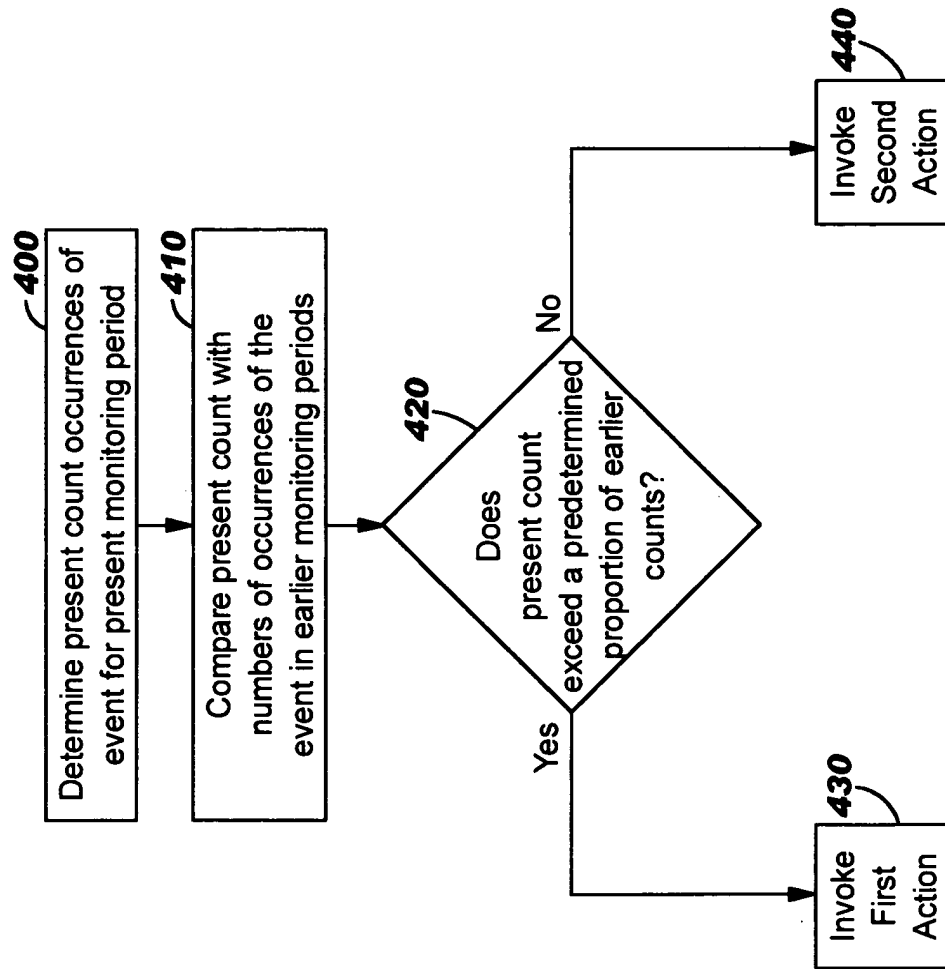 400
Determine present count occurrences of
event for present monitoring period
410
Compare present count with
numbers of occurrences of the
event in earlier monitoring periods
420
Does
present count
exceed a predetermined
proportion of earlier
counts?
Yes
No
430
Invoke
First
Action
440
Invoke
Second
Action